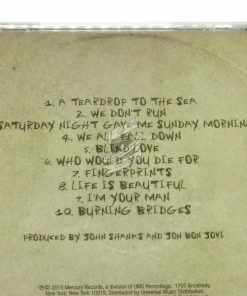 1. A TEARDROP TO THE SEA
2. WE DON'T RUN
SATURDAY NIGHT GAVE ME SUNDAY MORNIN
4. WE ALL FALL DOWN
5. BLIND LOVE
6. WHO WOULD YOU DIE FOR
7. FINGERPRINTS
8. LIFE IS BEAUTIFUL
9. I'M YOUR MAN
10. BURNING BRIDGES
PRODUCED BY JOHN SHANKS AND JON BON JOVI
℗ © 2015 Mercury Records, a division of UMG Recordings, 1755 Broadway,
New York, New York 10019. Distributed by Universal Music Distribution.